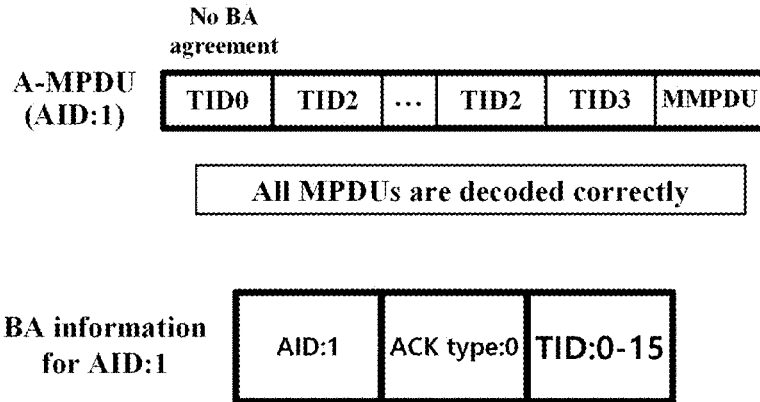 No BA
agreement
A-MPDU
(AID:1)
TID0 TID2 ... TID2 TID3 MMPDU
All MPDUs are decoded correctly
BA information
for AID:1
AID:1 ACK type:0 TID:0-15